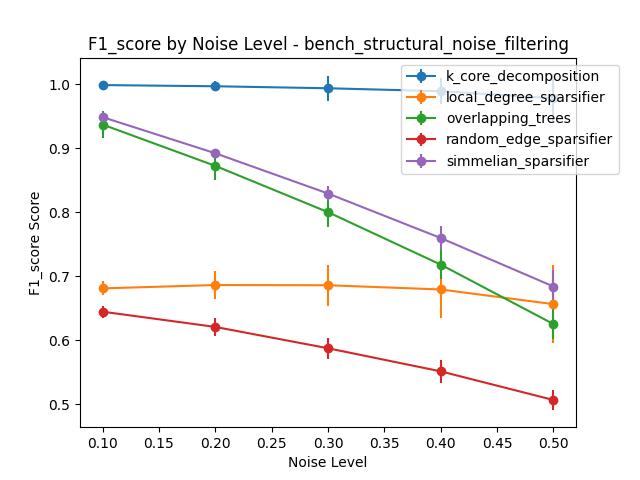 F1_score by Noise Level - bench_structural_noise_filtering
k_core_decomposition
local_degree_sparsifier
overlapping_trees
random_edge_sparsifier
simmelian_sparsifier
F1_score Score
1.0
0.9
0.8
0.7
0.6
0.5
0.10 0.15 0.20 0.25 0.30 0.35 0.40 0.45 0.50
Noise Level